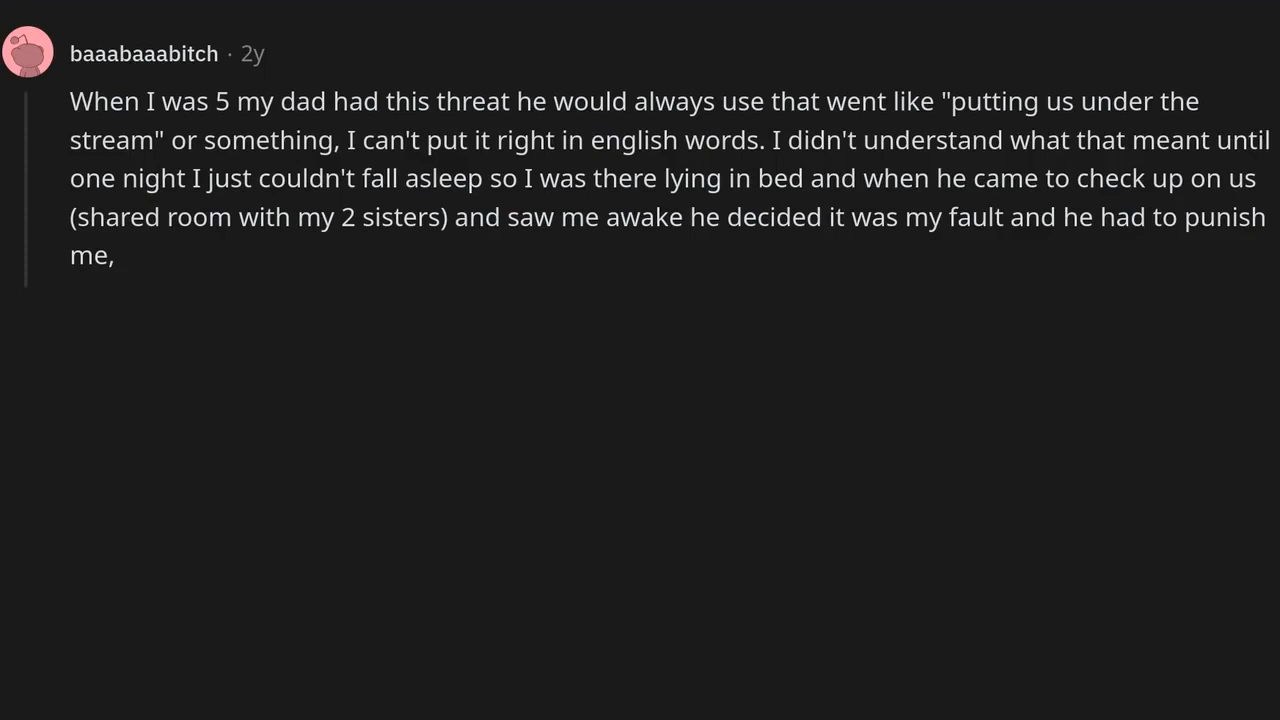 baaabaaabitch · 2y
When I was 5 my dad had this threat he would always use that went like "putting us under the
stream" or something, I can't put it right in english words. I didn't understand what that meant until
one night I just couldn't fall asleep so I was there lying in bed and when he came to check up on us
(shared room with my 2 sisters) and saw me awake he decided it was my fault and he had to punish
me,